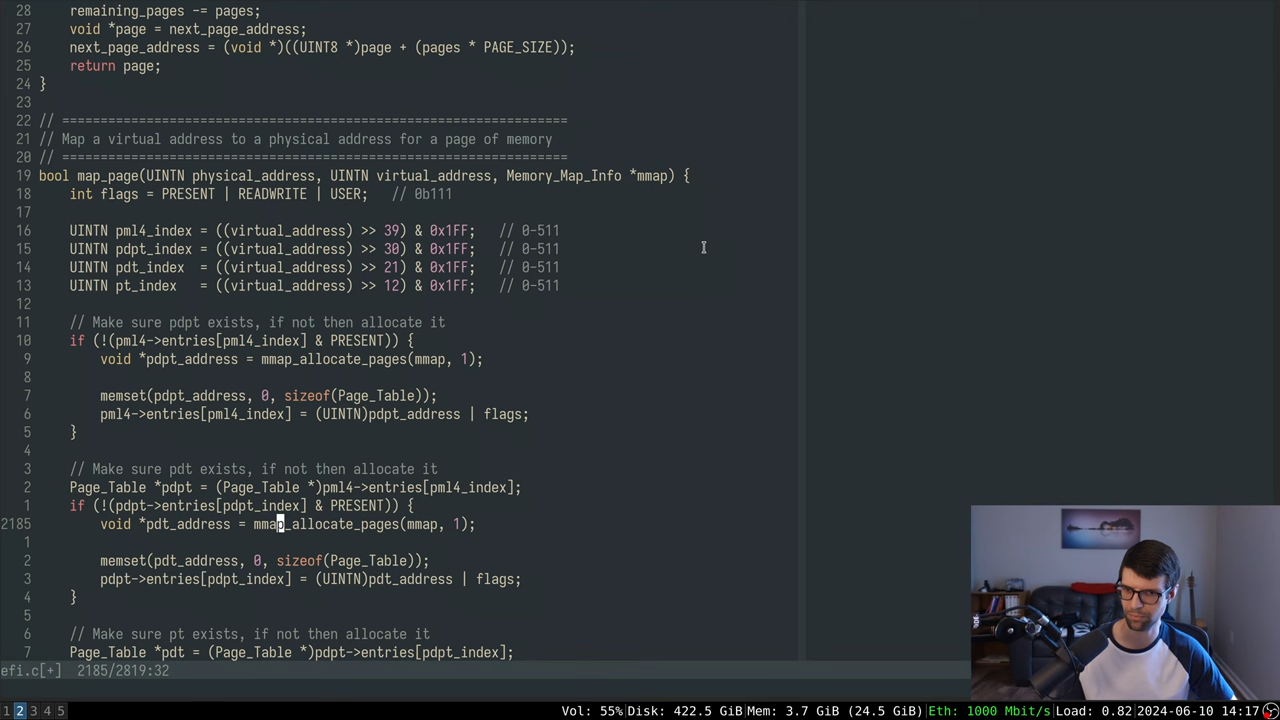 28 remaining_pages -= pages;
27 void *page = next_page_address;
26 next_page_address = (void *)((UINT8 *)page + (pages * PAGE_SIZE));
25 return page;
24 }
23
22 // ==================================================================
21 // Map a virtual address to a physical address for a page of memory
20 // ==================================================================
19 bool map_page(UINTN physical_address, UINTN virtual_address, Memory_Map_Info *mmap) {
18 int flags = PRESENT | READWRITE | USER;   // 0b111
17
16 UINTN pml4_index = ((virtual_address) >> 39) & 0x1FF;   // 0-511
15 UINTN pdpt_index = ((virtual_address) >> 30) & 0x1FF;   // 0-511
14 UINTN pdt_index  = ((virtual_address) >> 21) & 0x1FF;   // 0-511
13 UINTN pt_index   = ((virtual_address) >> 12) & 0x1FF;   // 0-511
12
11 // Make sure pdpt exists, if not then allocate it
10 if (!(pml4->entries[pml4_index] & PRESENT)) {
9 void *pdpt_address = mmap_allocate_pages(mmap, 1);
8
7 memset(pdpt_address, 0, sizeof(Page_Table));
6 pml4->entries[pml4_index] = (UINTN)pdpt_address | flags;
5 }
4
3 // Make sure pdt exists, if not then allocate it
2 Page_Table *pdpt = (Page_Table *)pml4->entries[pml4_index];
1 if (!(pdpt->entries[pdpt_index] & PRESENT)) {
2185 void *pdt_address = mmap_allocate_pages(mmap, 1);
1
2 memset(pdt_address, 0, sizeof(Page_Table));
3 pdpt->entries[pdpt_index] = (UINTN)pdt_address | flags;
4 }
5
6 // Make sure pt exists, if not then allocate it
7 Page_Table *pdt = (Page_Table *)pdpt->entries[pdpt_index];
efi.c[+]  2185/2819:32
1 2 3 4 5 Vol: 55%|Disk: 422.5 GiB|Mem: 3.7 GiB (24.5 GiB)|Eth: 1000 Mbit/s|Load: 0.82|2024-06-10 14:17